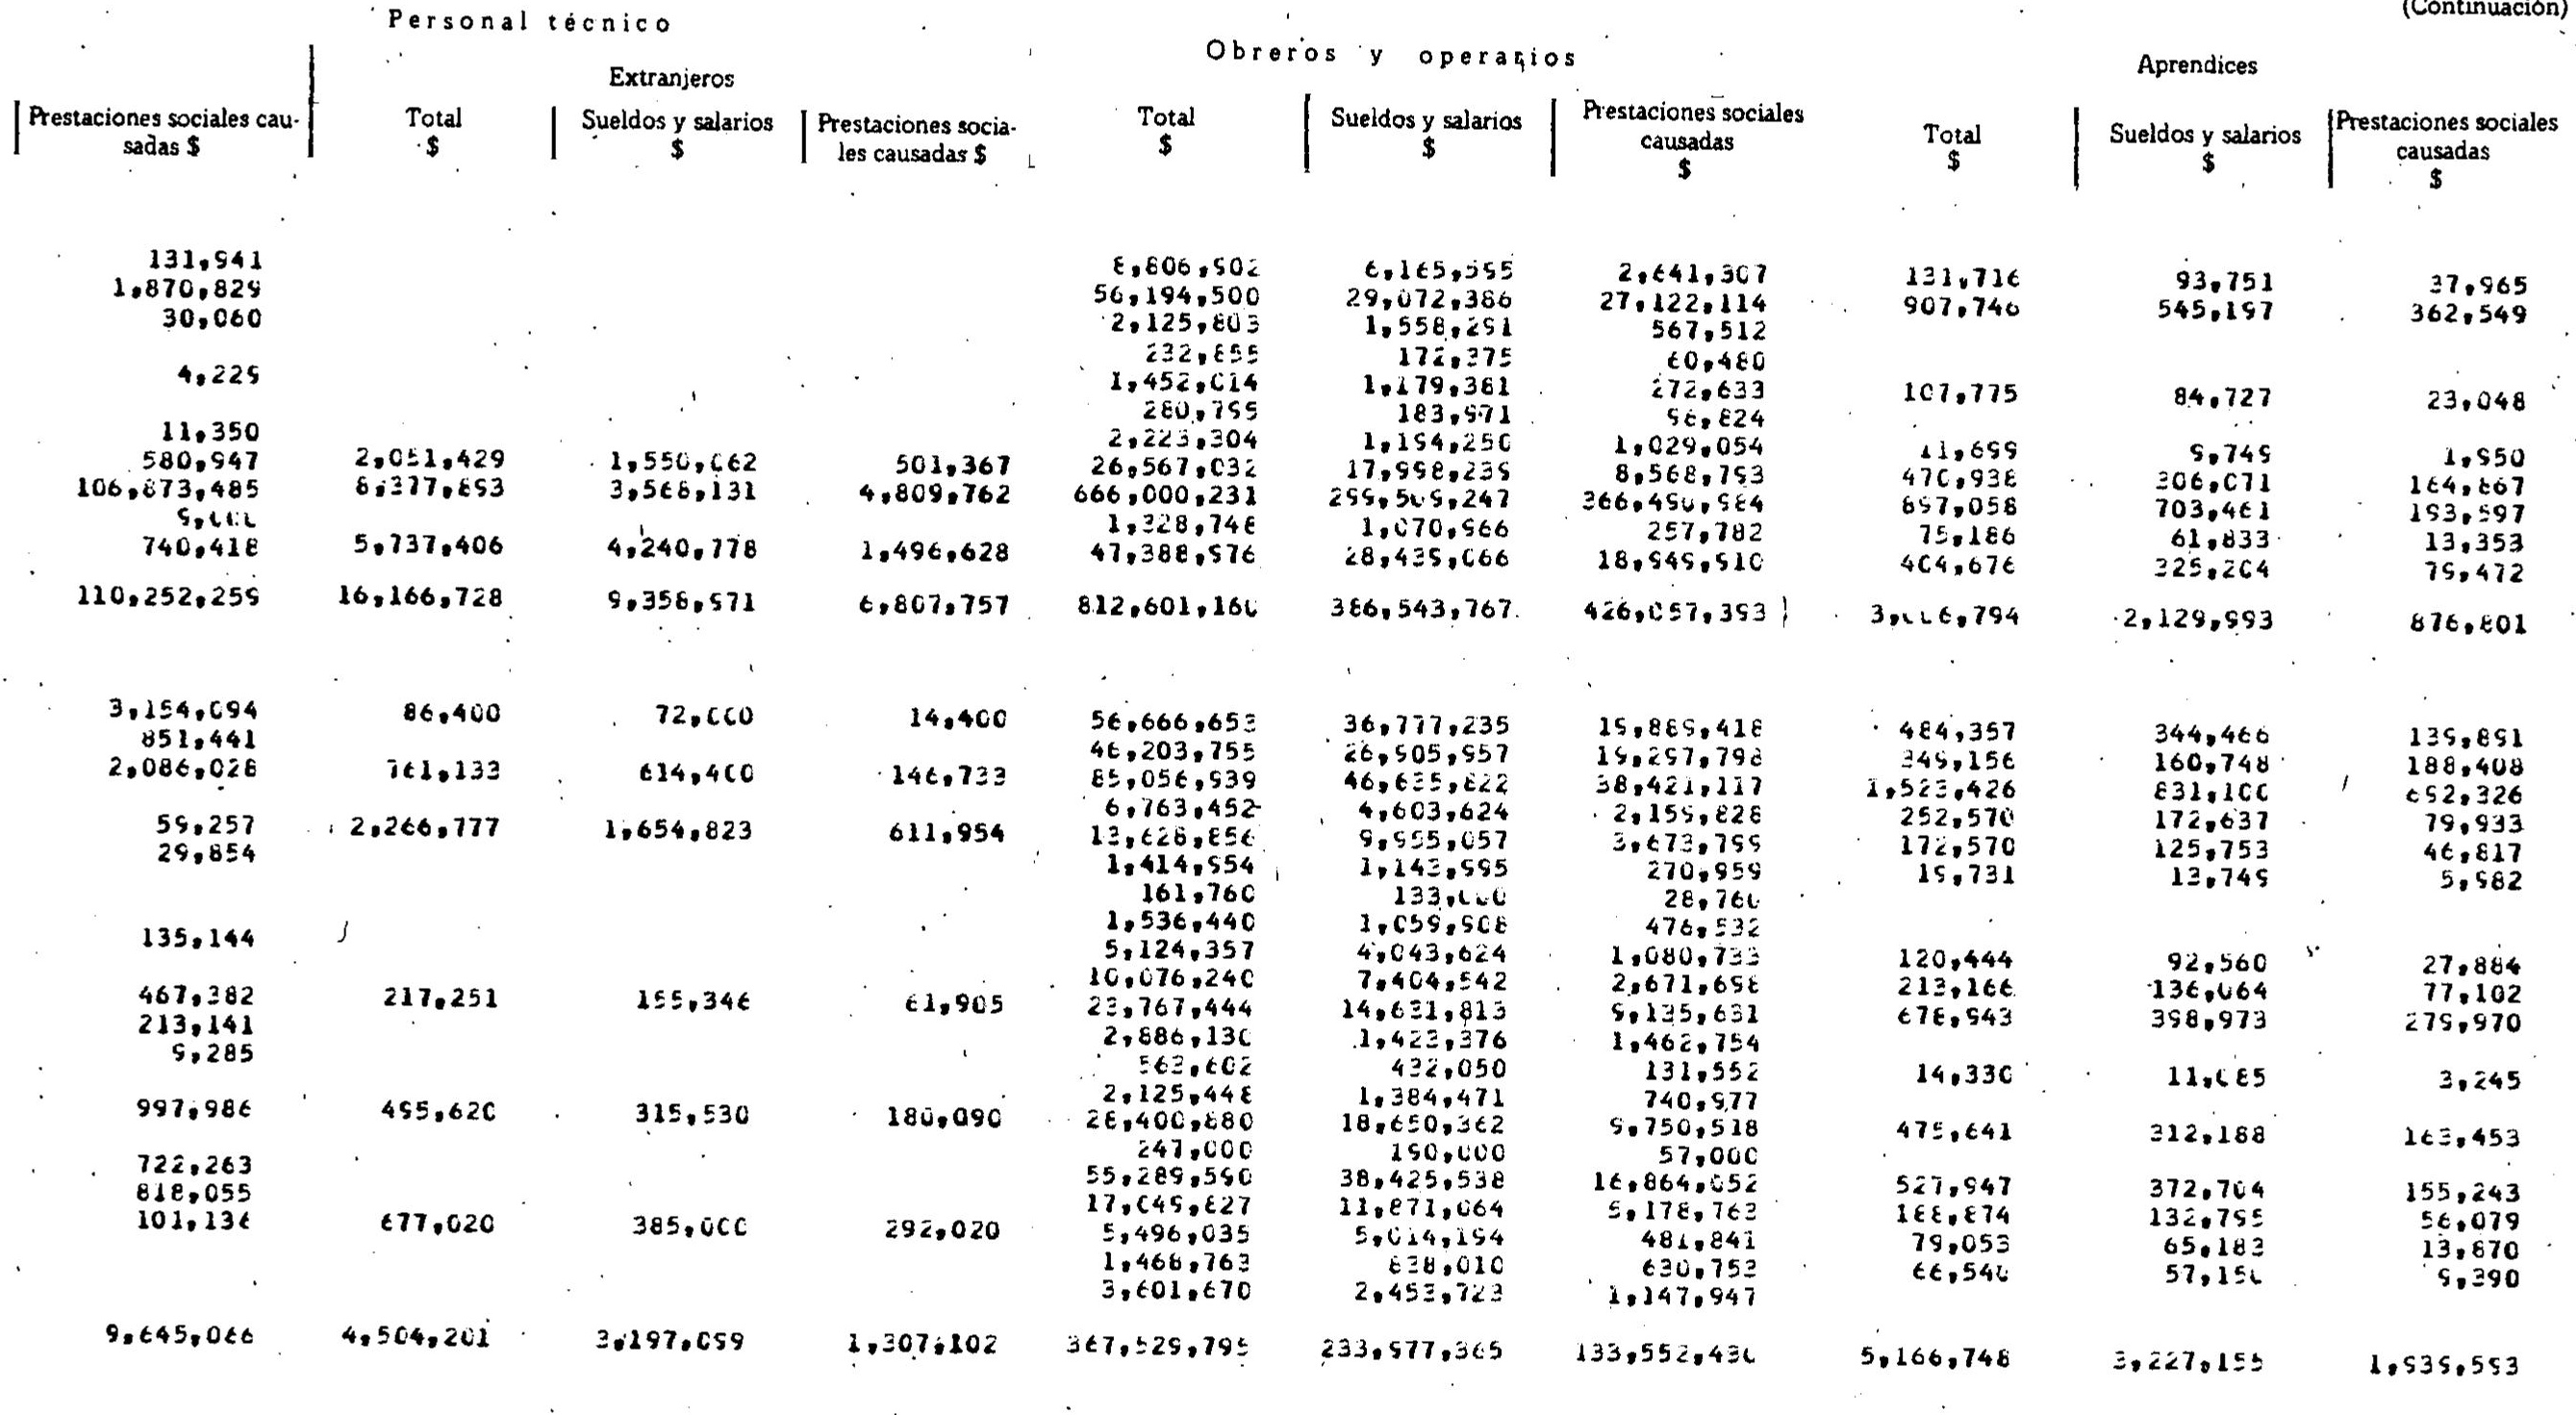 (Continuación)
Personal técnico
Obreros y operarios
Extranjeros
Aprendices
Prestaciones sociales cau- Total Sueldos y salarios Prestaciones socia- Total Sueldos y salarios Prestaciones sociales Total Sueldos y salarios Prestaciones sociales
sadas $ $ $ les causadas $ $ $ causadas $ $ causadas
$ $
131,941 8,806,902 6,165,595 2,641,307 131,716 93,751 37,965
1,870,829 56,194,500 29,072,386 27,122,114 907,746 545,197 362,549
30,060 2,125,803 1,558,291 567,512
232,855 172,375 60,480
4,229 1,452,014 1,179,381 272,633 107,775 84,727 23,048
280,795 183,971 96,824
11,350 2,223,304 1,194,250 1,029,054 11,699 9,749 1,950
580,947 2,051,429 1,550,062 501,367 26,567,032 17,998,239 8,568,793 470,938 306,071 164,867
106,873,485 8,377,893 3,568,131 4,809,762 666,000,231 299,509,247 366,490,984 897,058 703,461 193,597
9,000 1,328,748 1,070,966 257,782 75,186 61,833 13,353
740,418 5,737,406 4,240,778 1,496,628 47,388,576 28,439,066 18,949,510 404,676 325,204 79,472
110,252,259 16,166,728 9,358,971 6,807,757 812,601,160 386,543,767 426,057,393 3,006,794 2,129,993 876,801
3,154,094 86,400 72,000 14,400 56,666,653 36,777,235 19,889,418 484,357 344,466 139,891
851,441 46,203,755 26,905,957 19,297,798 349,156 160,748 188,408
2,086,028 761,133 614,400 146,733 85,056,939 46,635,822 38,421,117 1,523,426 831,100 692,326
6,763,452 4,603,624 2,159,828 252,570 172,637 79,933
59,257 2,266,777 1,654,823 611,954 13,628,856 9,955,057 3,673,799 172,570 125,753 46,817
29,854 1,414,954 1,143,995 270,959 19,731 13,749 5,982
161,760 133,000 28,760
1,536,440 1,059,908 476,532
135,144 5,124,357 4,043,624 1,080,733 120,444 92,560 27,884
10,076,240 7,404,542 2,671,698 213,166 136,064 77,102
467,382 217,251 155,346 61,905 23,767,444 14,631,813 9,135,631 678,943 398,973 279,970
213,141 2,886,130 1,423,376 1,462,754
9,285 563,602 432,050 131,552 14,330 11,085 3,245
2,125,448 1,384,471 740,977
997,986 495,620 315,530 180,090 28,400,880 18,650,362 9,750,518 475,641 312,188 163,453
247,000 190,000 57,000
722,263 55,289,590 38,425,538 16,864,052 527,947 372,704 155,243
818,055 17,049,827 11,871,064 5,178,763 188,874 132,795 56,079
101,136 677,020 385,000 292,020 5,496,035 5,014,194 481,841 79,053 65,183 13,870
1,468,763 838,010 630,753 66,540 57,150 9,390
3,601,670 2,453,723 1,147,947
9,645,066 4,504,201 3,197,099 1,307,102 367,529,795 233,977,365 133,552,430 5,166,748 3,227,155 1,939,593